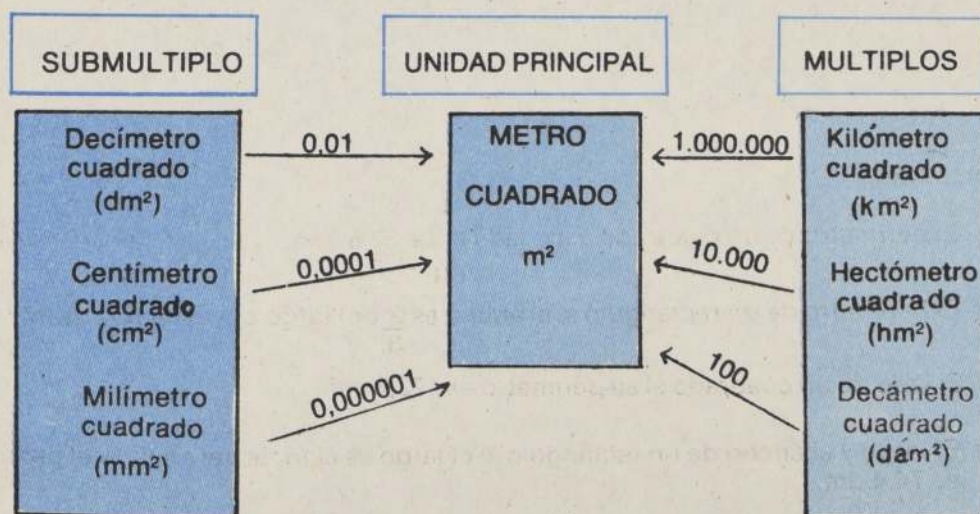 SUBMULTIPLO
UNIDAD PRINCIPAL
MULTIPLOS
Decímetro
cuadrado
(dm²)
0,01
METRO
CUADRADO
m²
1.000.000
Kilómetro
cuadrado
(km²)
Centímetro
cuadrado
(cm²)
0,0001
10.000
Hectómetro
cuadrado
(hm²)
Milímetro
cuadrado
(mm²)
0,000001
100
Decámetro
cuadrado
(dám²)